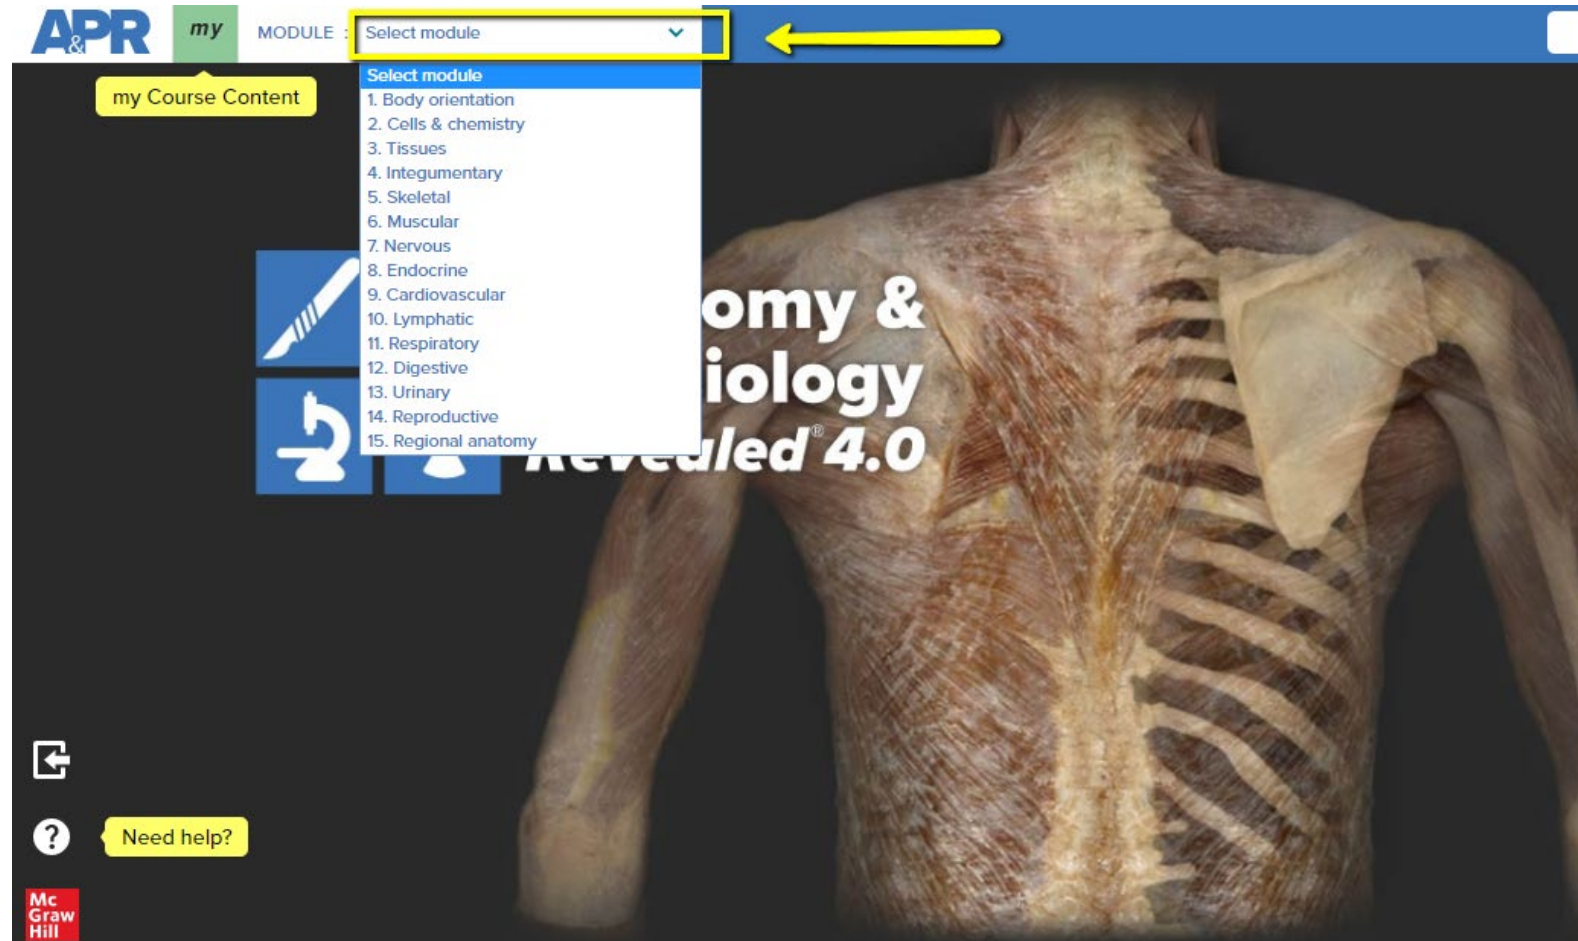 A&PR
my
MODULE :
Select module
my Course Content
Select module
1. Body orientation
2. Cells & chemistry
3. Tissues
4. Integumentary
5. Skeletal
6. Muscular
7. Nervous
8. Endocrine
9. Cardiovascular
10. Lymphatic
11. Respiratory
12. Digestive
13. Urinary
14. Reproductive
15. Regional anatomy
omy &
iology
Revealed® 4.0
Need help?
Mc
Graw
Hill